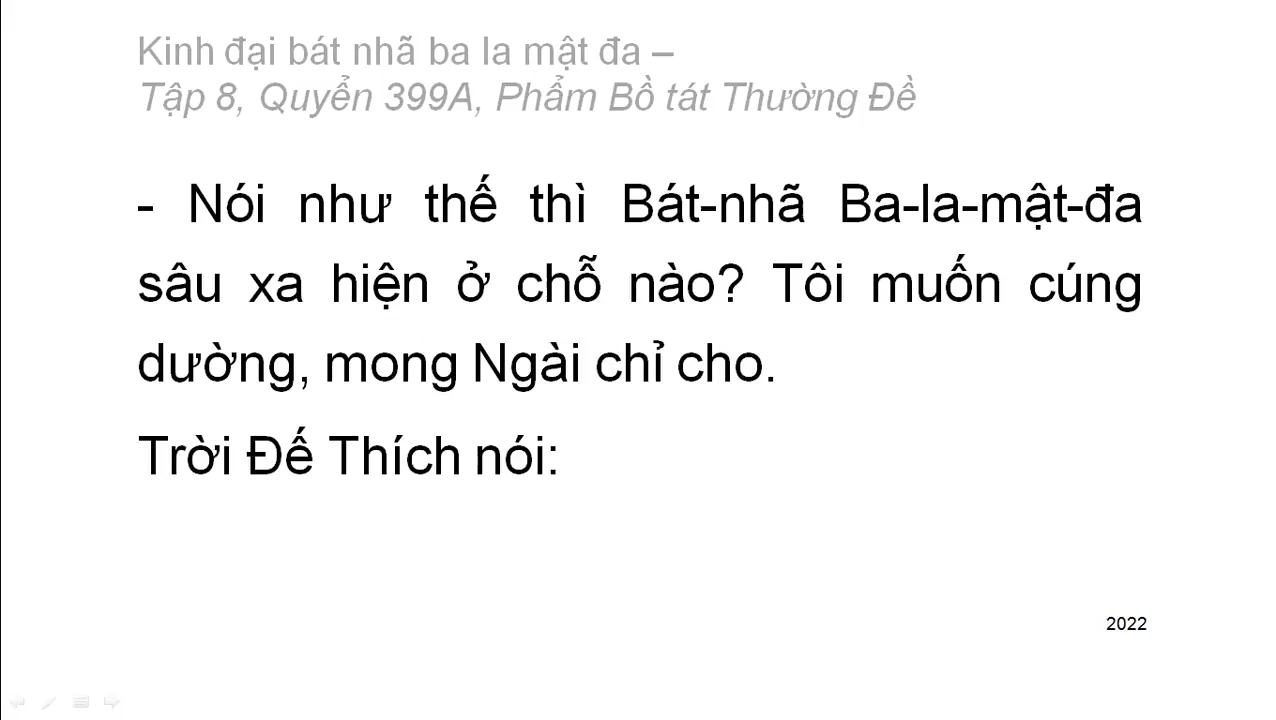 Kinh đại bát nhã ba la mật đa –
Tập 8, Quyển 399A, Phẩm Bồ tát Thường Đề
- Nói như thế thì Bát-nhã Ba-la-mật-đa
sâu xa hiện ở chỗ nào? Tôi muốn cúng
dường, mong Ngài chỉ cho.
Trời Đế Thích nói:
2022